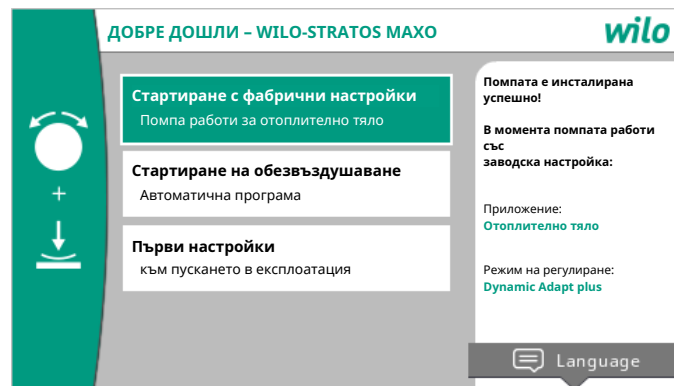 ДОБРЕ ДОШЛИ – WILO-STRATOS MAXO
wilo
Стартиране с фабрични настройки
Помпа работи за отоплително тяло
Стартиране на обезвъздушаване
Автоматична програма
Първи настройки
към пускането в експлоатация
Помпата е инсталирана
успешно!
В момента помпата работи
със
заводска настройка:
Приложение:
Отоплително тяло
Режим на регулиране:
Dynamic Adapt plus
Language